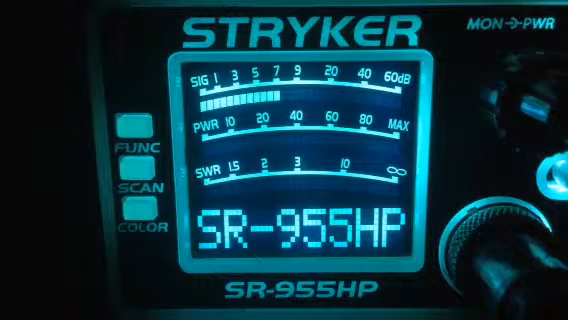 STRYKER
MON PWR
SIG 1 3 5 7 9 20 40 60dB
PWR 10 20 40 60 80 MAX
SWR 1.5 2 3 10 ∞
FUNC
SCAN
COLOR
SR-955HP
SR-955HP